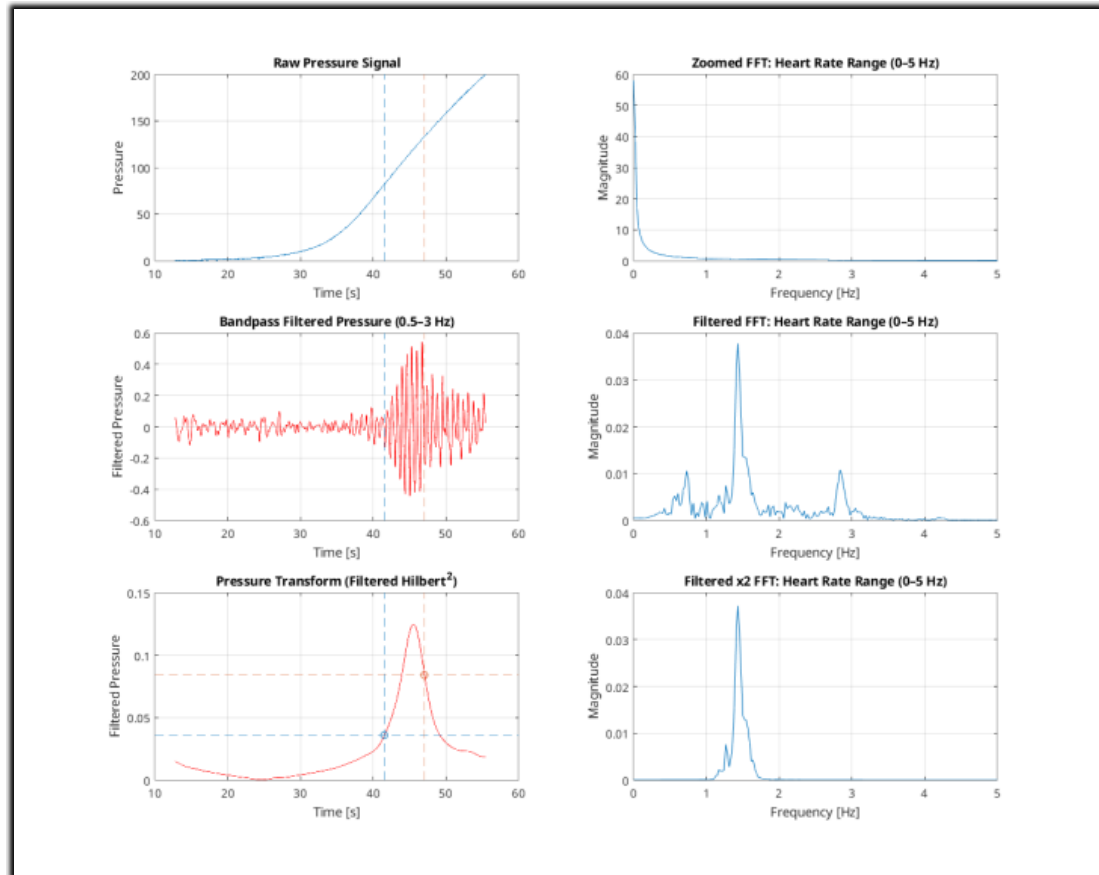 Raw Pressure Signal
200
150
100
50
0
Pressure
10 20 30 40 50 60
Time [s]
Zoomed FFT: Heart Rate Range (0–5 Hz)
60
50
40
30
20
10
0
Magnitude
0 1 2 3 4 5
Frequency [Hz]
Bandpass Filtered Pressure (0.5–3 Hz)
0.6
0.4
0.2
0
-0.2
-0.4
-0.6
Filtered Pressure
10 20 30 40 50 60
Time [s]
Filtered FFT: Heart Rate Range (0–5 Hz)
0.04
0.03
0.02
0.01
0
Magnitude
0 1 2 3 4 5
Frequency [Hz]
Pressure Transform (Filtered Hilbert²)
0.15
0.1
0.05
0
Filtered Pressure
10 20 30 40 50 60
Time [s]
Filtered x2 FFT: Heart Rate Range (0–5 Hz)
0.04
0.03
0.02
0.01
0
Magnitude
0 1 2 3 4 5
Frequency [Hz]